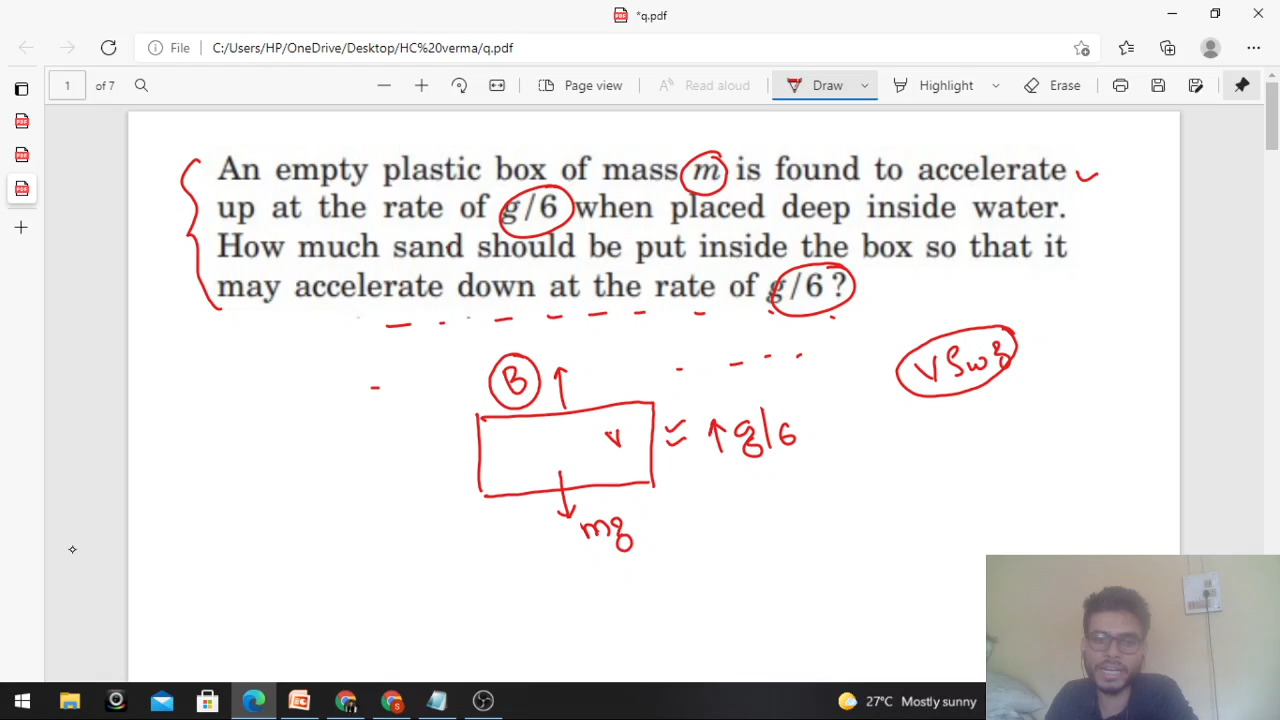 *q.pdf
File C:/Users/HP/OneDrive/Desktop/HC%20verma/q.pdf
1 of 7 Page view Read aloud Draw Highlight Erase
An empty plastic box of mass m is found to accelerate
up at the rate of g/6 when placed deep inside water.
How much sand should be put inside the box so that it
may accelerate down at the rate of g/6?
B
VSwg
V
↑ g/6
mg
27°C Mostly sunny